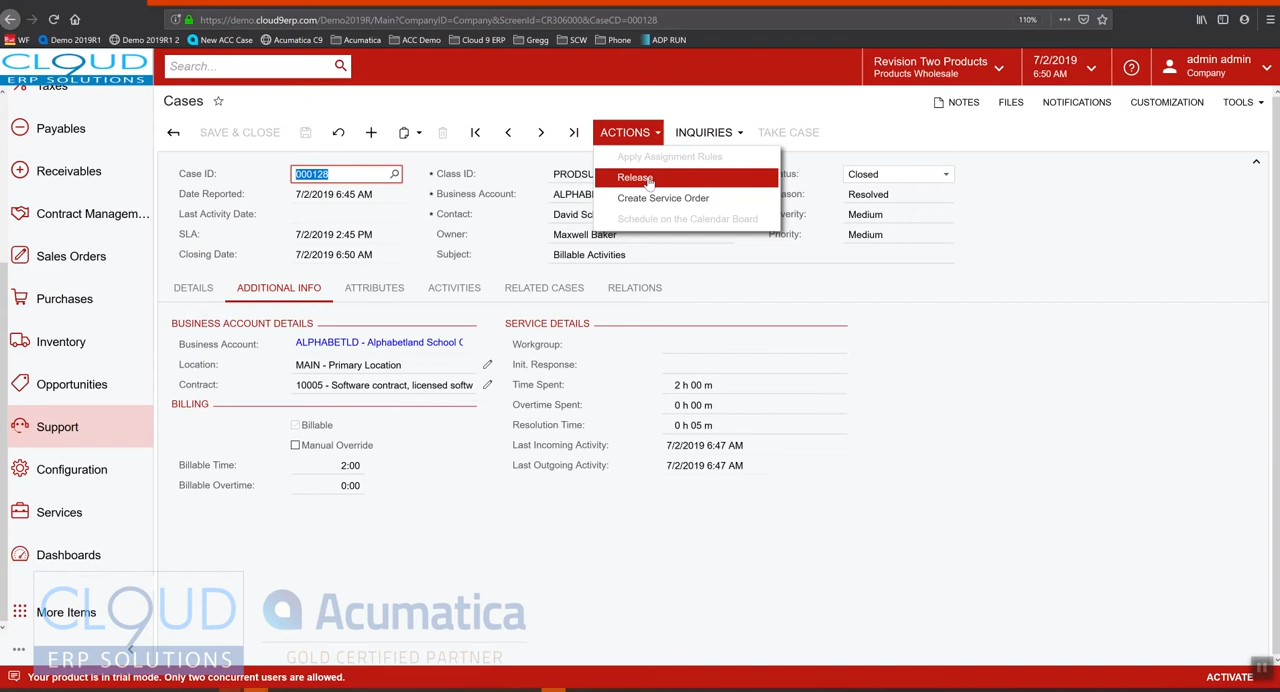 https://demo.cloud9erp.com/Demo2019R/Main?CompanyID=Company&ScreenId=CR306000&CaseCD=000128
110%
WF
Demo 2019R1
Demo 2019R1 2
New ACC Case
Acumatica C9
Acumatica
ACC Demo
Cloud 9 ERP
Gregg
SCW
Phone
ADP RUN
CLOUD
ERP SOLUTIONS
Search...
Revision Two Products
Products Wholesale
7/2/2019
6:50 AM
admin admin
Company
Taxes
Payables
Receivables
Contract Managem...
Sales Orders
Purchases
Inventory
Opportunities
Support
Configuration
Services
Dashboards
More Items
Cases
NOTES
FILES
NOTIFICATIONS
CUSTOMIZATION
TOOLS
SAVE & CLOSE
ACTIONS
INQUIRIES
TAKE CASE
Apply Assignment Rules
Release
Create Service Order
Schedule on the Calendar Board
Case ID: 000128
Date Reported: 7/2/2019 6:45 AM
Last Activity Date:
SLA: 7/2/2019 2:45 PM
Closing Date: 7/2/2019 6:50 AM
* Class ID: PRODSU
* Business Account: ALPHABE
* Contact: David Sc
Owner: Maxwell Baker
Subject: Billable Activities
tus: Closed
ason: Resolved
verity: Medium
Priority: Medium
DETAILS
ADDITIONAL INFO
ATTRIBUTES
ACTIVITIES
RELATED CASES
RELATIONS
BUSINESS ACCOUNT DETAILS
Business Account: ALPHABETLD - Alphabetland School C
Location: MAIN - Primary Location
Contract: 10005 - Software contract, licensed softw
BILLING
Billable
Manual Override
Billable Time: 2:00
Billable Overtime: 0:00
SERVICE DETAILS
Workgroup:
Init. Response:
Time Spent: 2 h 00 m
Overtime Spent: 0 h 00 m
Resolution Time: 0 h 05 m
Last Incoming Activity: 7/2/2019 6:47 AM
Last Outgoing Activity: 7/2/2019 6:47 AM
CLOUD
ERP SOLUTIONS
Acumatica
GOLD CERTIFIED PARTNER
Your product is in trial mode. Only two concurrent users are allowed.
ACTIVATE